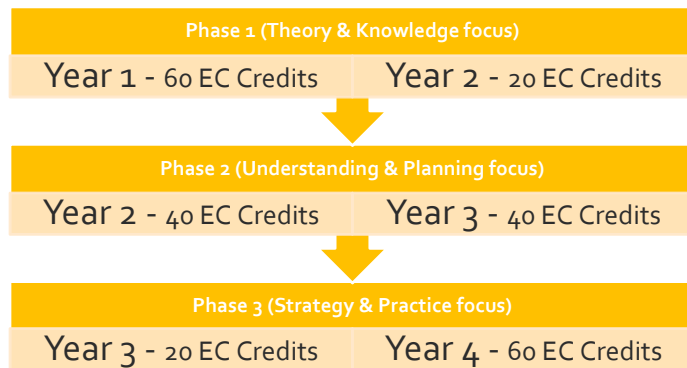 Phase 1 (Theory & Knowledge focus)
Year 1 - 60 EC Credits Year 2 - 20 EC Credits
Phase 2 (Understanding & Planning focus)
Year 2 - 40 EC Credits Year 3 - 40 EC Credits
Phase 3 (Strategy & Practice focus)
Year 3 - 20 EC Credits Year 4 - 60 EC Credits